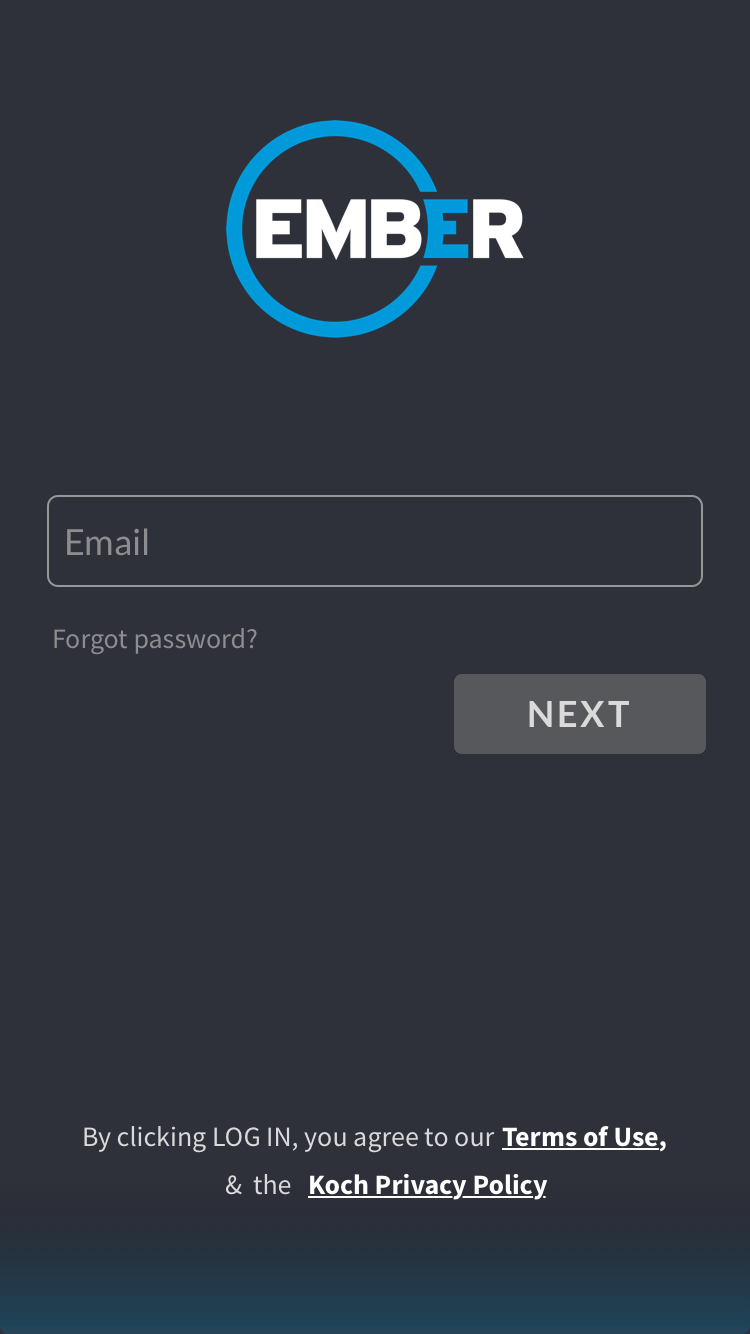 EMBER
Email
Forgot password?
NEXT
By clicking LOG IN, you agree to our Terms of Use,
& the Koch Privacy Policy